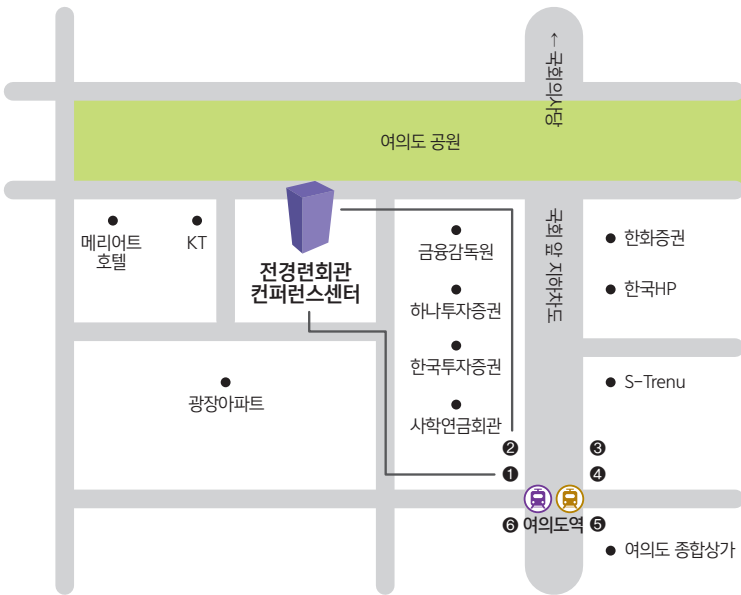 ← 국회의사당
여의도 공원
메리어트
호텔
KT
전경련회관
컨퍼런스센터
금융감독원
하나투자증권
한국투자증권
사학연금회관
국회 앞 지하차도
한화증권
한국HP
S-Trenu
광장아파트
❷
❸
❶
❹
❻ 여의도역 ❺
여의도 종합상가